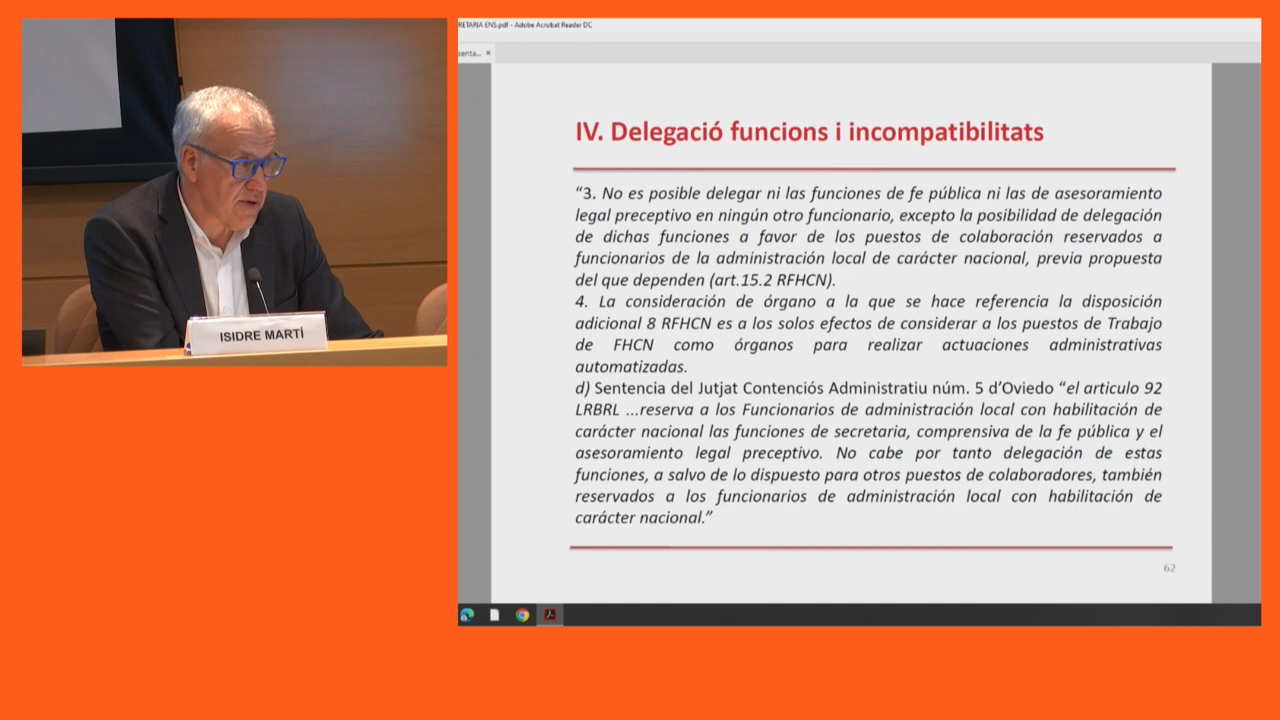 RETARIA ENS.pdf - Adobe Acrobat Reader DC
senta... ×
IV. Delegació funcions i incompatibilitats
“3. No es posible delegar ni las funciones de fe pública ni las de asesoramiento
legal preceptivo en ningún otro funcionario, excepto la posibilidad de delegación
de dichas funciones a favor de los puestos de colaboración reservados a
funcionarios de la administración local de carácter nacional, previa propuesta
del que dependen (art.15.2 RFHCN).
4. La consideración de órgano a la que se hace referencia la disposición
adicional 8 RFHCN es a los solos efectos de considerar a los puestos de Trabajo
de FHCN como órganos para realizar actuaciones administrativas
automatizadas.
d) Sentencia del Jutjat Contenciós Administratiu núm. 5 d’Oviedo “el articulo 92
LRBRL ...reserva a los Funcionarios de administración local con habilitación de
carácter nacional las funciones de secretaria, comprensiva de la fe pública y el
asesoramiento legal preceptivo. No cabe por tanto delegación de estas
funciones, a salvo de lo dispuesto para otros puestos de colaboradores, también
reservados a los funcionarios de administración local con habilitación de
carácter nacional.”
62
ISIDRE MARTÍ